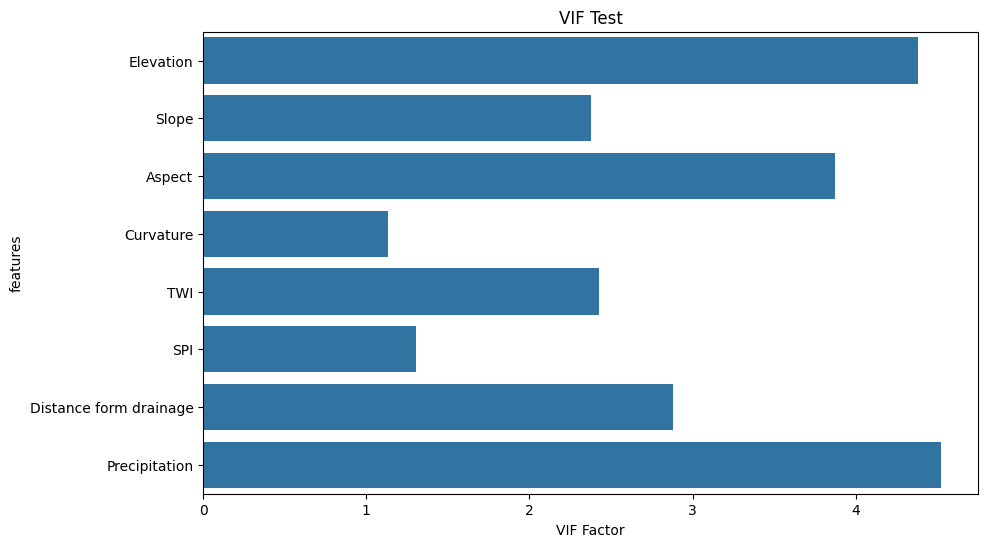 VIF Test
features
Elevation
Slope
Aspect
Curvature
TWI
SPI
Distance form drainage
Precipitation
0 1 2 3 4
VIF Factor